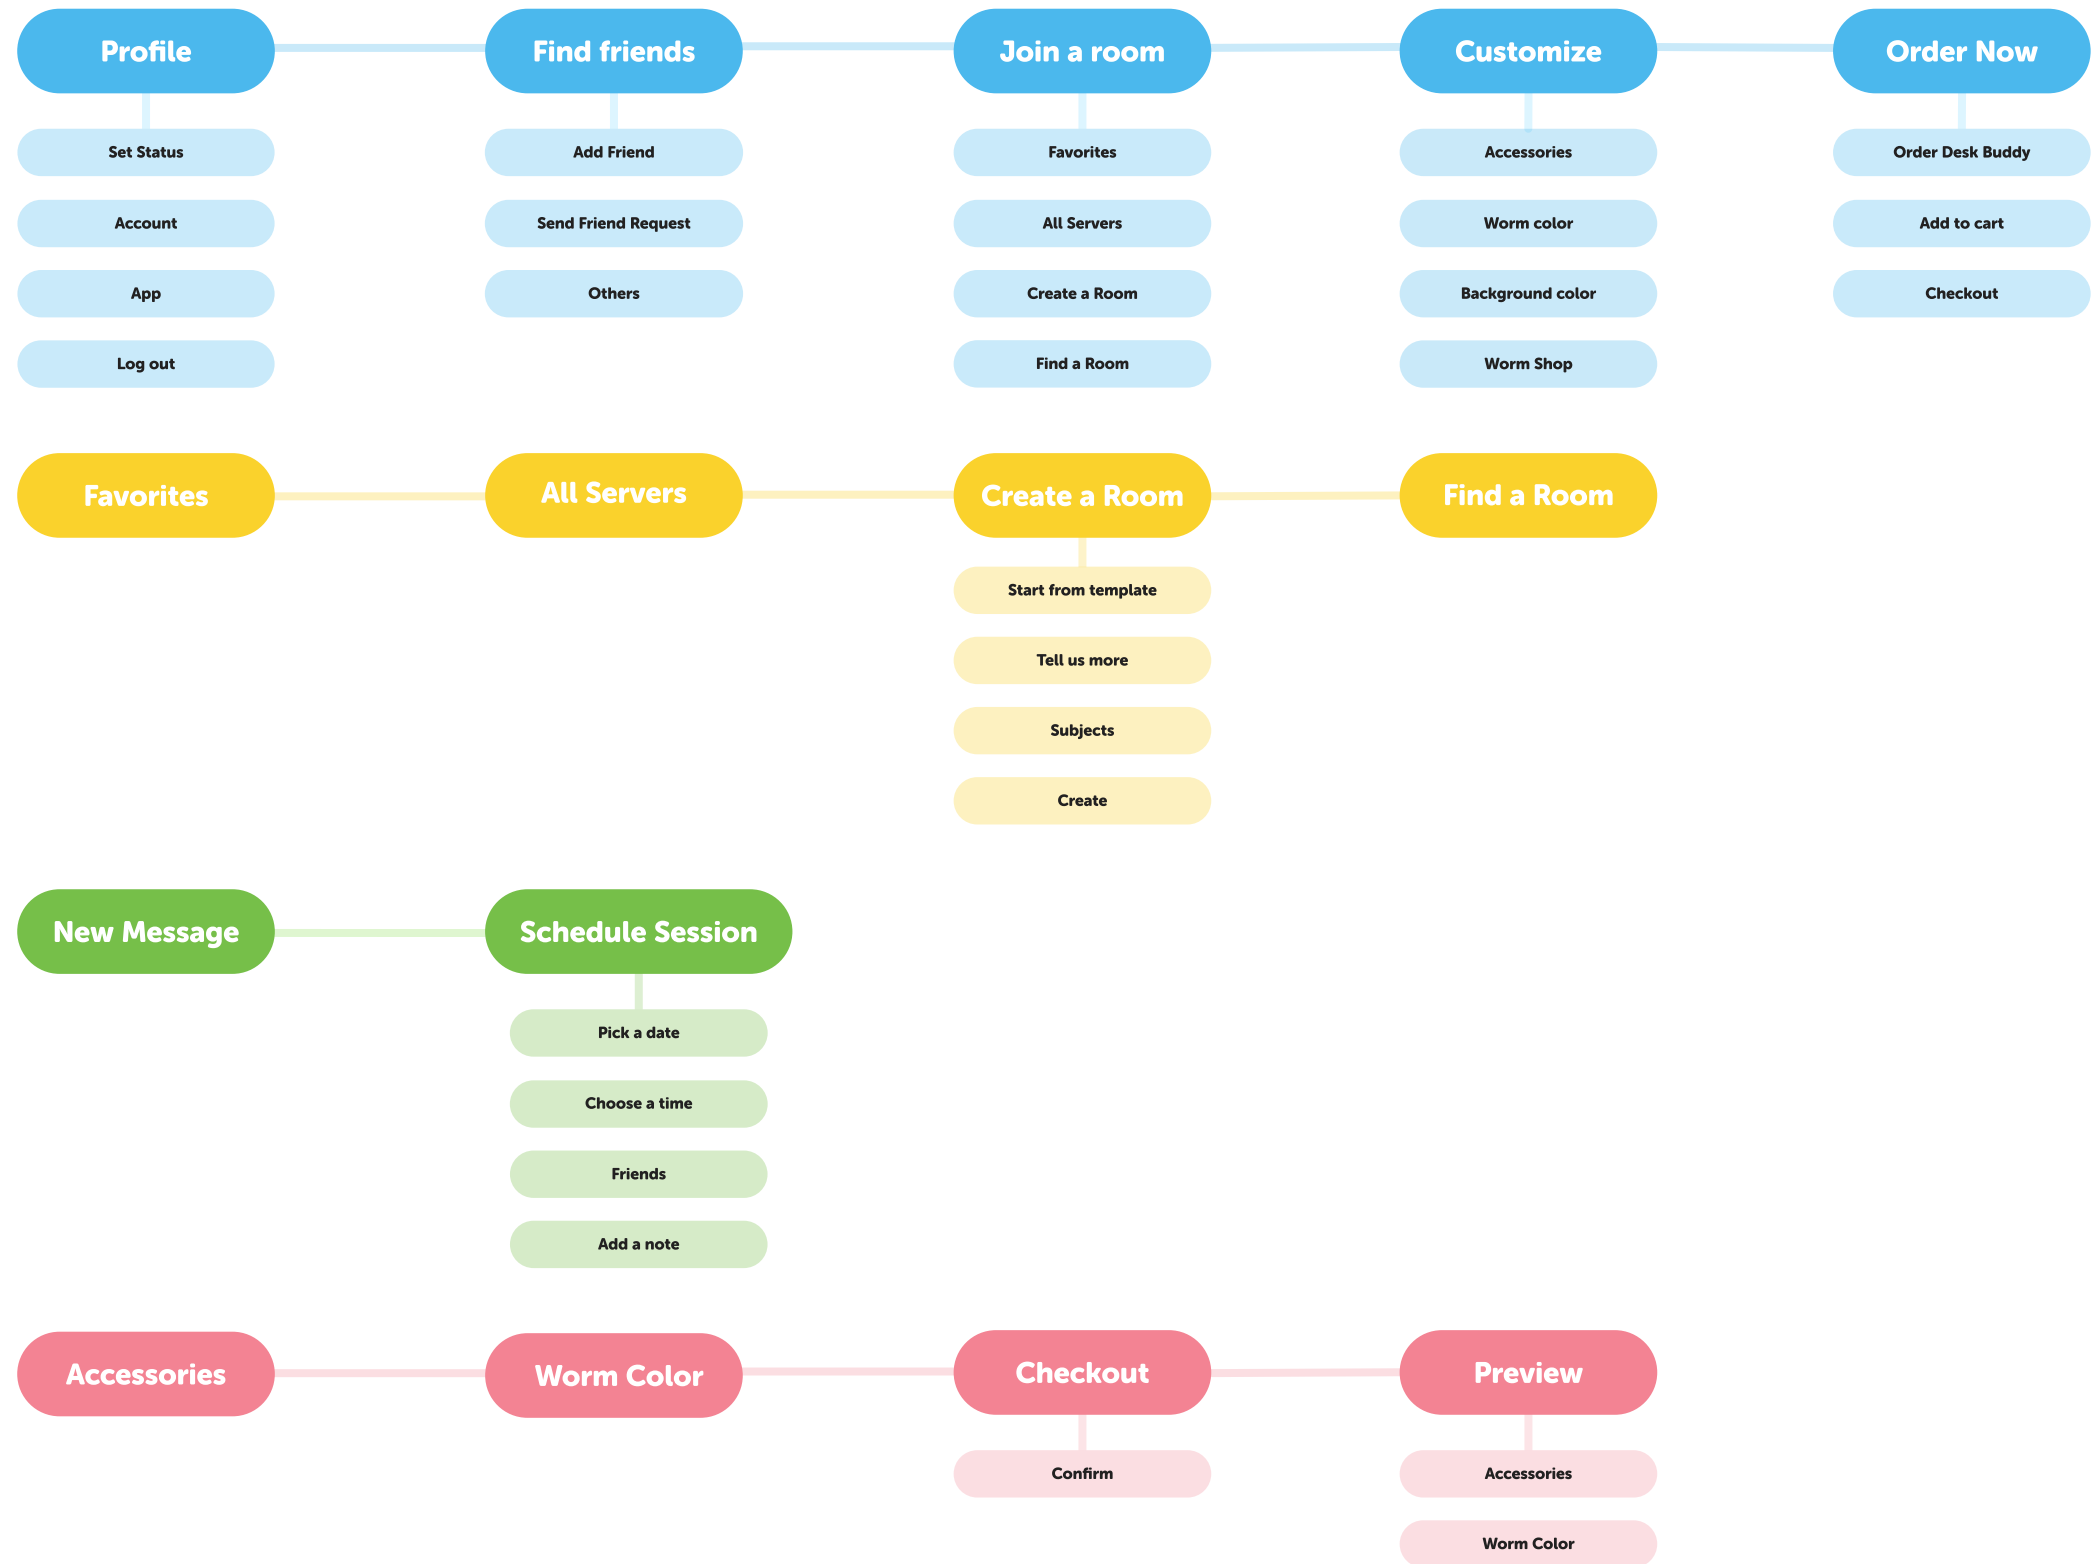 Profile
Find friends
Join a room
Customize
Order Now
Set Status
Add Friend
Favorites
Accessories
Order Desk Buddy
Account
Send Friend Request
All Servers
Worm color
Add to cart
App
Others
Create a Room
Background color
Checkout
Log out
Find a Room
Worm Shop
Favorites
All Servers
Create a Room
Find a Room
Start from template
Tell us more
Subjects
Create
New Message
Schedule Session
Pick a date
Choose a time
Friends
Add a note
Accessories
Worm Color
Checkout
Preview
Confirm
Accessories
Worm Color